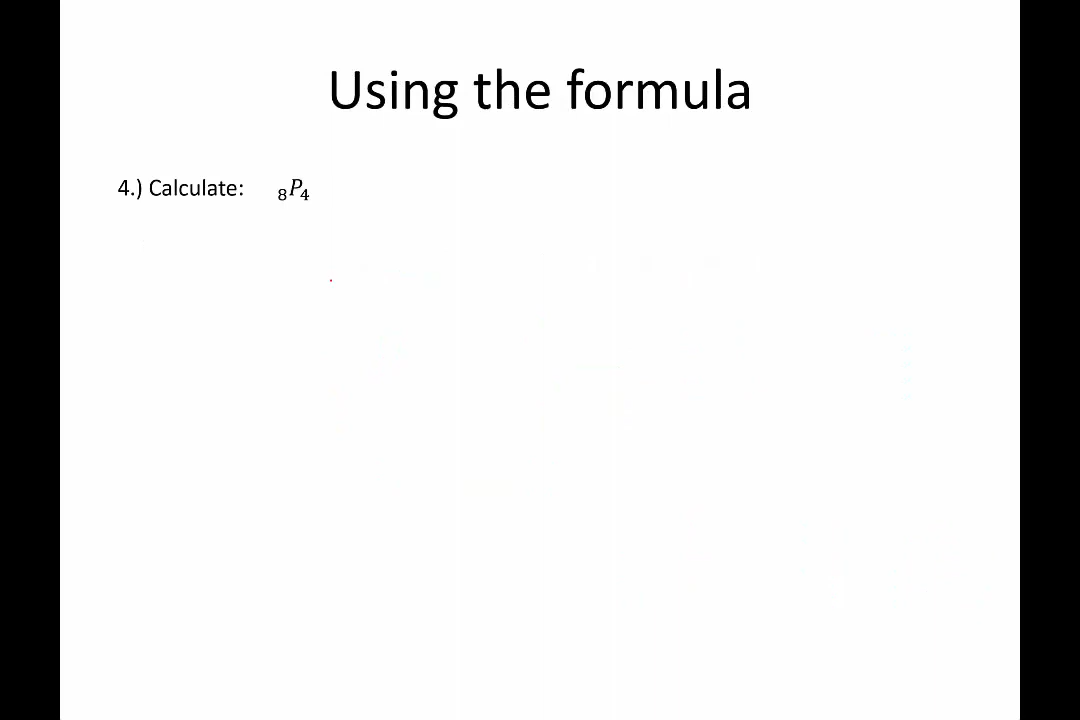 Using the formula
4.) Calculate: ₈P₄